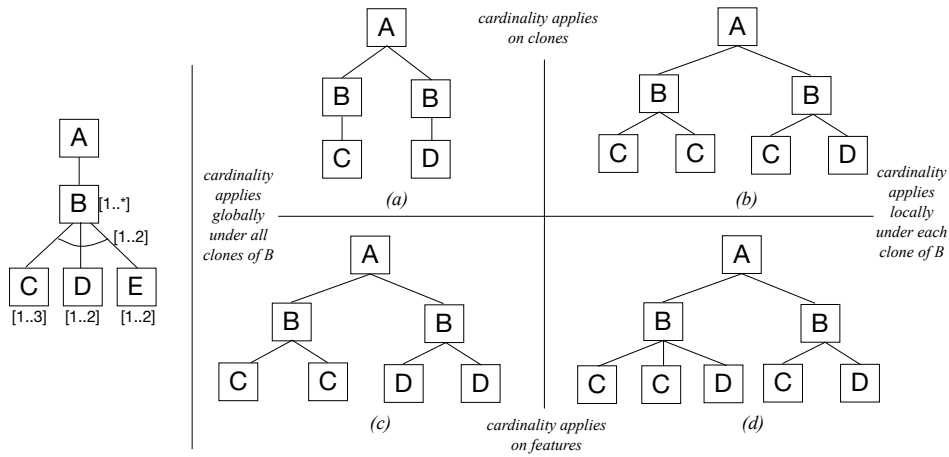 A
B [1..*]
[1..2]
C D E
[1..3] [1..2] [1..2]
cardinality applies
on clones
cardinality
applies
globally
under all
clones of B
A
B B
C D
(a)
A
B B
C C C D
(b)
cardinality
applies
locally
under each
clone of B
A
B B
C C D D
(c)
A
B B
C C D C D
(d)
cardinality applies
on features